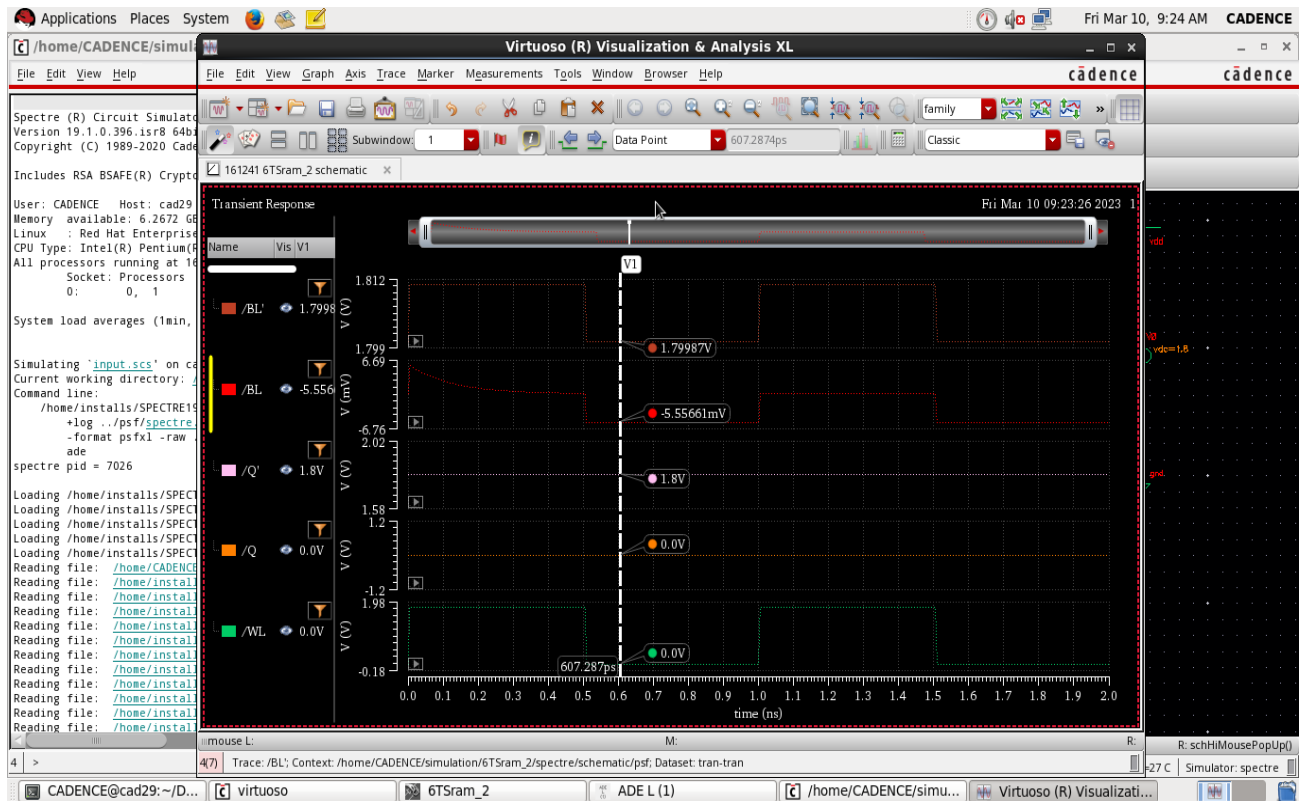 Applications Places System Fri Mar 10, 9:24 AM CADENCE
/home/CADENCE/simul
Virtuoso (R) Visualization & Analysis XL
File Edit View Help
File Edit View Graph Axis Trace Marker Measurements Tools Window Browser Help
cādence
cādence
family
»
Subwindow: 1
Data Point
607.2874ps
Classic
161241 6TSram_2 schematic
Spectre (R) Circuit Simulato
Version 19.1.0.396.isr8 64bi
Copyright (C) 1989-2020 Cade
Includes RSA BSAFE(R) Crypto
User: CADENCE Host: cad29
Memory available: 6.2672 GB
Linux : Red Hat Enterprise
CPU Type: Intel(R) Pentium(R
All processors running at 16
Socket: Processors
0: 0, 1
System load averages (1min,
Simulating `input.scs' on ca
Current working directory: /
Command line:
/home/installs/SPECTRE19
+log ../psf/spectre.
-format psfxl -raw .
ade
spectre pid = 7026
Loading /home/installs/SPECT
Loading /home/installs/SPECT
Loading /home/installs/SPECT
Loading /home/installs/SPECT
Loading /home/installs/SPECT
Reading file: /home/CADENCE
Reading file: /home/install
Reading file: /home/install
Reading file: /home/install
Reading file: /home/install
Reading file: /home/install
Reading file: /home/install
Reading file: /home/install
Reading file: /home/install
Reading file: /home/install
Reading file: /home/install
Reading file: /home/install
4 >
Transient Response
Fri Mar 10 09:23:26 2023 1
Name Vis V1
V1
/BL' 1.7998
1.812
V (V)
1.799
1.79987V
/BL -5.556
6.69
V (mV)
-6.76
-5.55661mV
/Q' 1.8V
2.02
V (V)
1.58
1.8V
/Q 0.0V
1.2
V (V)
-1.2
0.0V
/WL 0.0V
1.98
V (V)
-0.18
0.0V
607.287ps
0.0 0.1 0.2 0.3 0.4 0.5 0.6 0.7 0.8 0.9 1.0 1.1 1.2 1.3 1.4 1.5 1.6 1.7 1.8 1.9 2.0
time (ns)
vdd
V0
vdc=1.8
gnd
mouse L: M: R:
R: schHiMousePopUp()
4(7) Trace: /BL'; Context: /home/CADENCE/simulation/6TSram_2/spectre/schematic/psf; Dataset: tran-tran
=27 C Simulator: spectre
CADENCE@cad29:~/D...
virtuoso
6TSram_2
ADE L (1)
/home/CADENCE/simu...
Virtuoso (R) Visualizati...